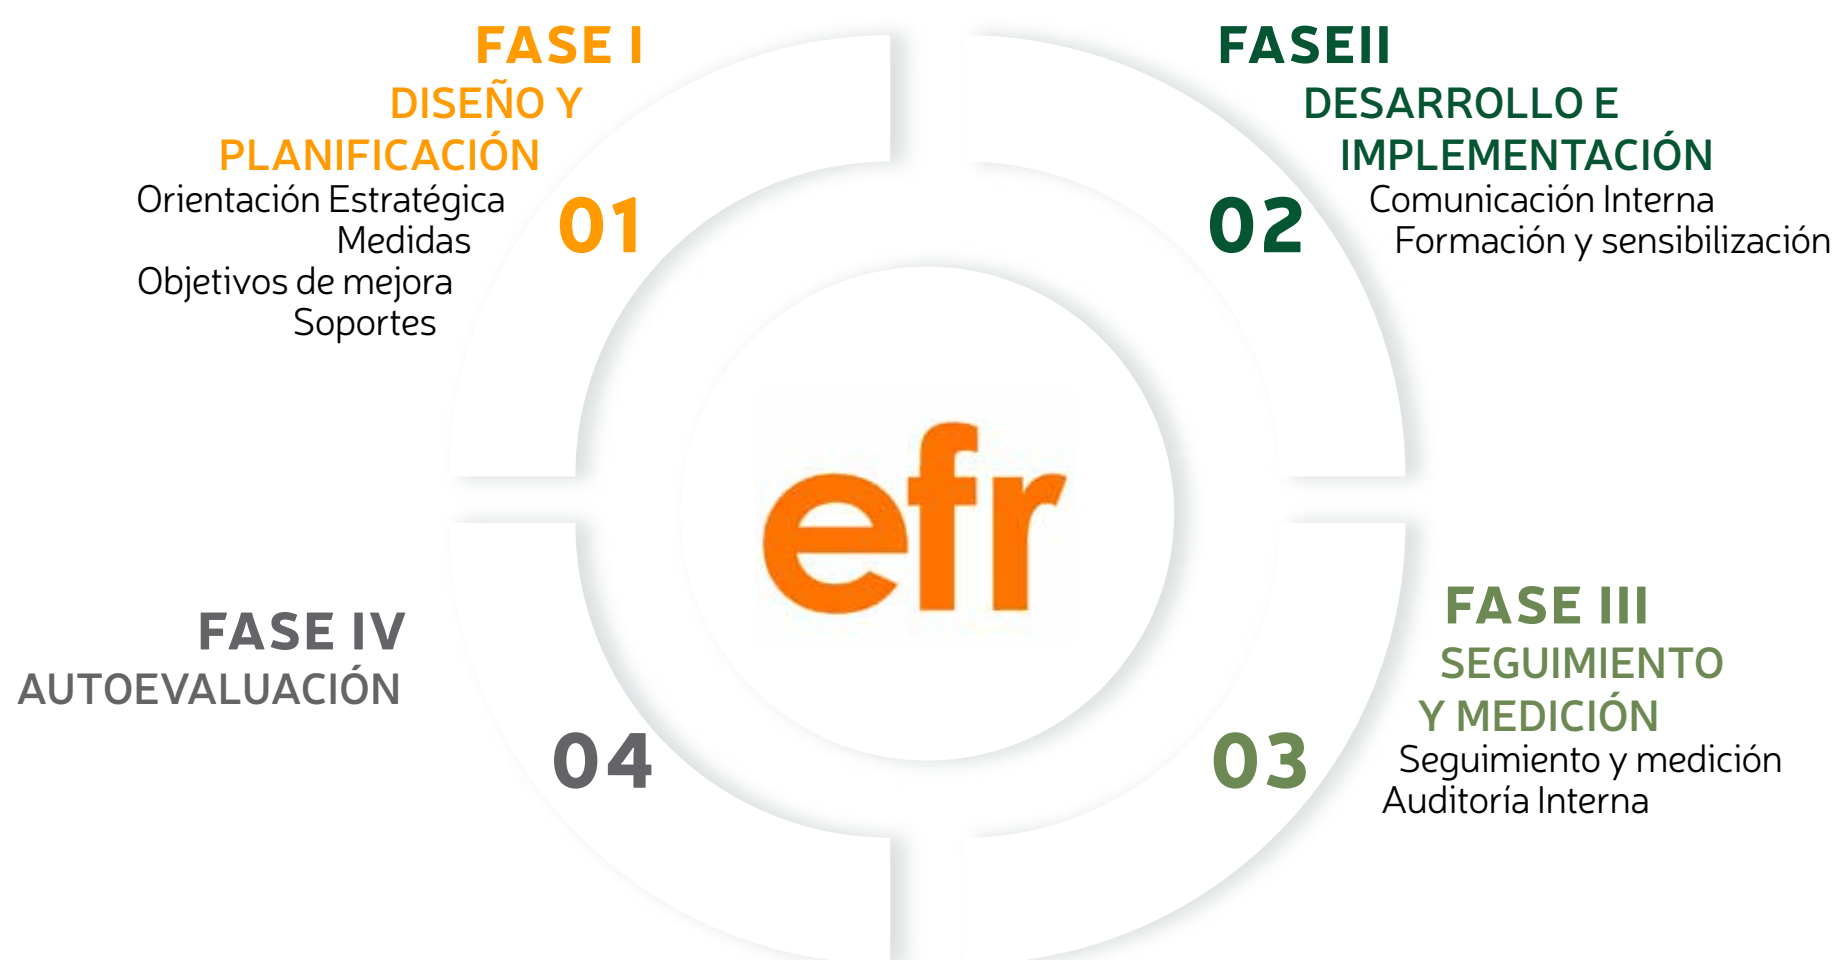 FASE I
DISEÑO Y
PLANIFICACIÓN
Orientación Estratégica
Medidas
Objetivos de mejora
Soportes
01
FASEII
DESARROLLO E
IMPLEMENTACIÓN
Comunicación Interna
Formación y sensibilización
02
efr
FASE III
SEGUIMIENTO
Y MEDICIÓN
Seguimiento y medición
Auditoría Interna
03
FASE IV
AUTOEVALUACIÓN
04